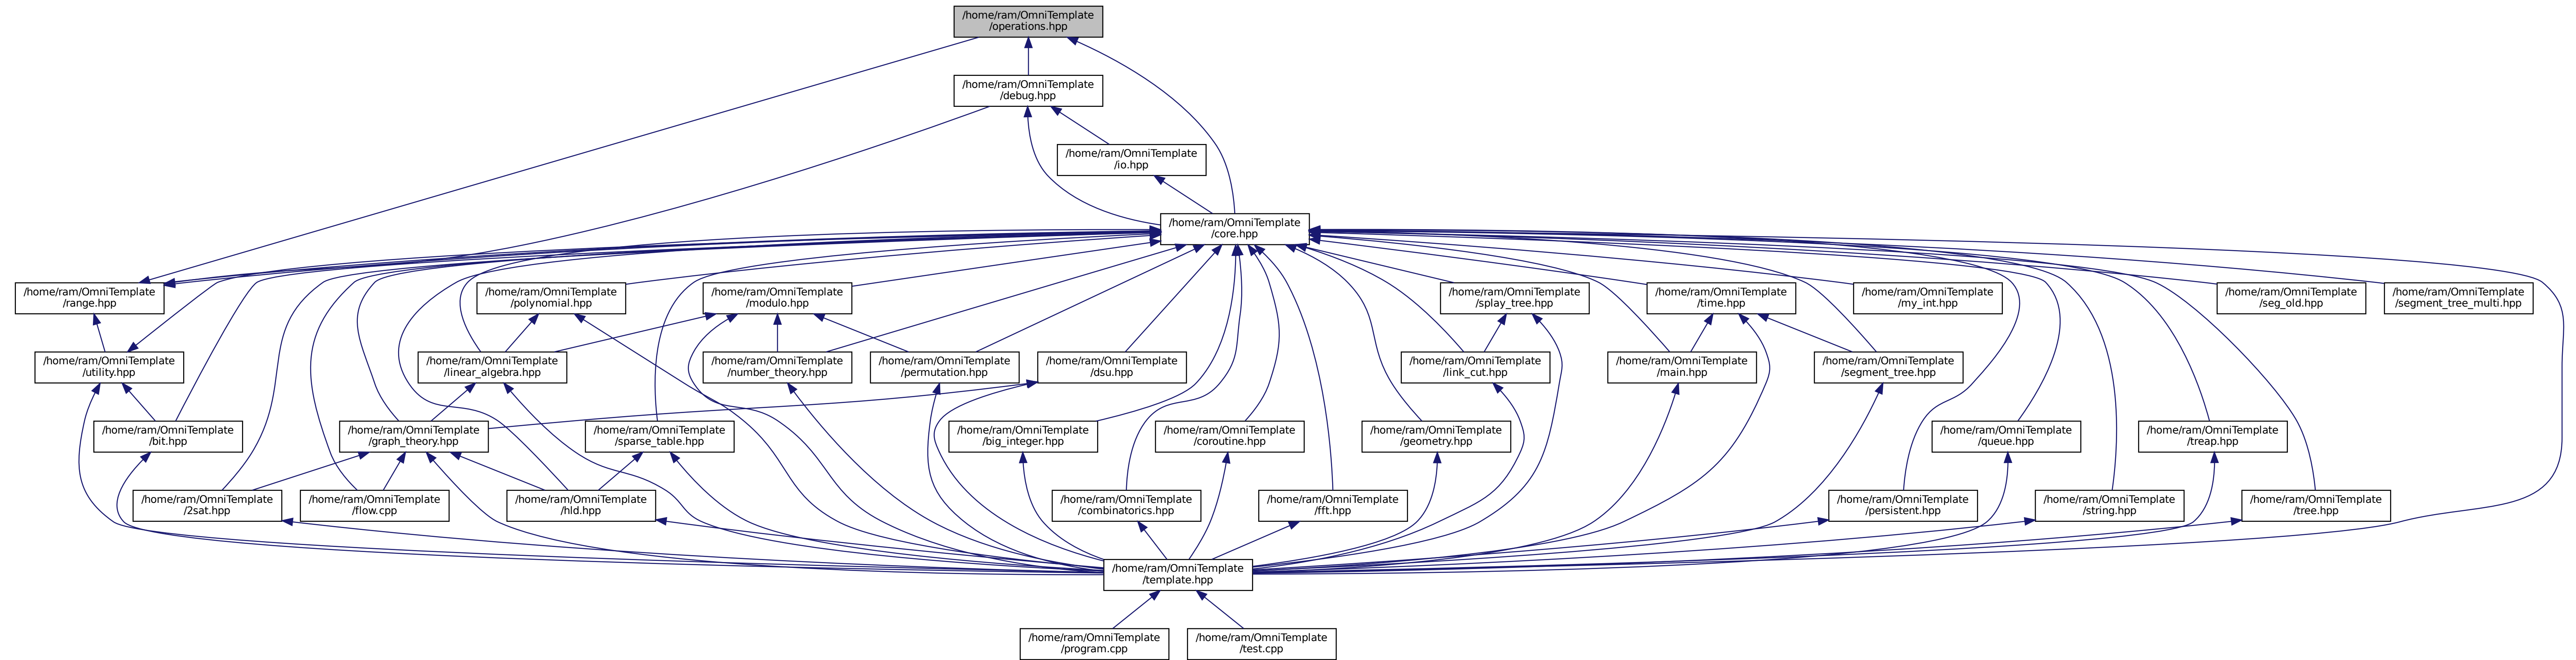 /home/ram/OmniTemplate
/operations.hpp
/home/ram/OmniTemplate
/debug.hpp
/home/ram/OmniTemplate
/io.hpp
/home/ram/OmniTemplate
/core.hpp
/home/ram/OmniTemplate
/range.hpp
/home/ram/OmniTemplate
/polynomial.hpp
/home/ram/OmniTemplate
/modulo.hpp
/home/ram/OmniTemplate
/splay_tree.hpp
/home/ram/OmniTemplate
/time.hpp
/home/ram/OmniTemplate
/my_int.hpp
/home/ram/OmniTemplate
/seg_old.hpp
/home/ram/OmniTemplate
/segment_tree_multi.hpp
/home/ram/OmniTemplate
/utility.hpp
/home/ram/OmniTemplate
/linear_algebra.hpp
/home/ram/OmniTemplate
/number_theory.hpp
/home/ram/OmniTemplate
/permutation.hpp
/home/ram/OmniTemplate
/dsu.hpp
/home/ram/OmniTemplate
/link_cut.hpp
/home/ram/OmniTemplate
/main.hpp
/home/ram/OmniTemplate
/segment_tree.hpp
/home/ram/OmniTemplate
/bit.hpp
/home/ram/OmniTemplate
/graph_theory.hpp
/home/ram/OmniTemplate
/sparse_table.hpp
/home/ram/OmniTemplate
/big_integer.hpp
/home/ram/OmniTemplate
/coroutine.hpp
/home/ram/OmniTemplate
/geometry.hpp
/home/ram/OmniTemplate
/queue.hpp
/home/ram/OmniTemplate
/treap.hpp
/home/ram/OmniTemplate
/2sat.hpp
/home/ram/OmniTemplate
/flow.cpp
/home/ram/OmniTemplate
/hld.hpp
/home/ram/OmniTemplate
/combinatorics.hpp
/home/ram/OmniTemplate
/fft.hpp
/home/ram/OmniTemplate
/persistent.hpp
/home/ram/OmniTemplate
/string.hpp
/home/ram/OmniTemplate
/tree.hpp
/home/ram/OmniTemplate
/template.hpp
/home/ram/OmniTemplate
/program.cpp
/home/ram/OmniTemplate
/test.cpp